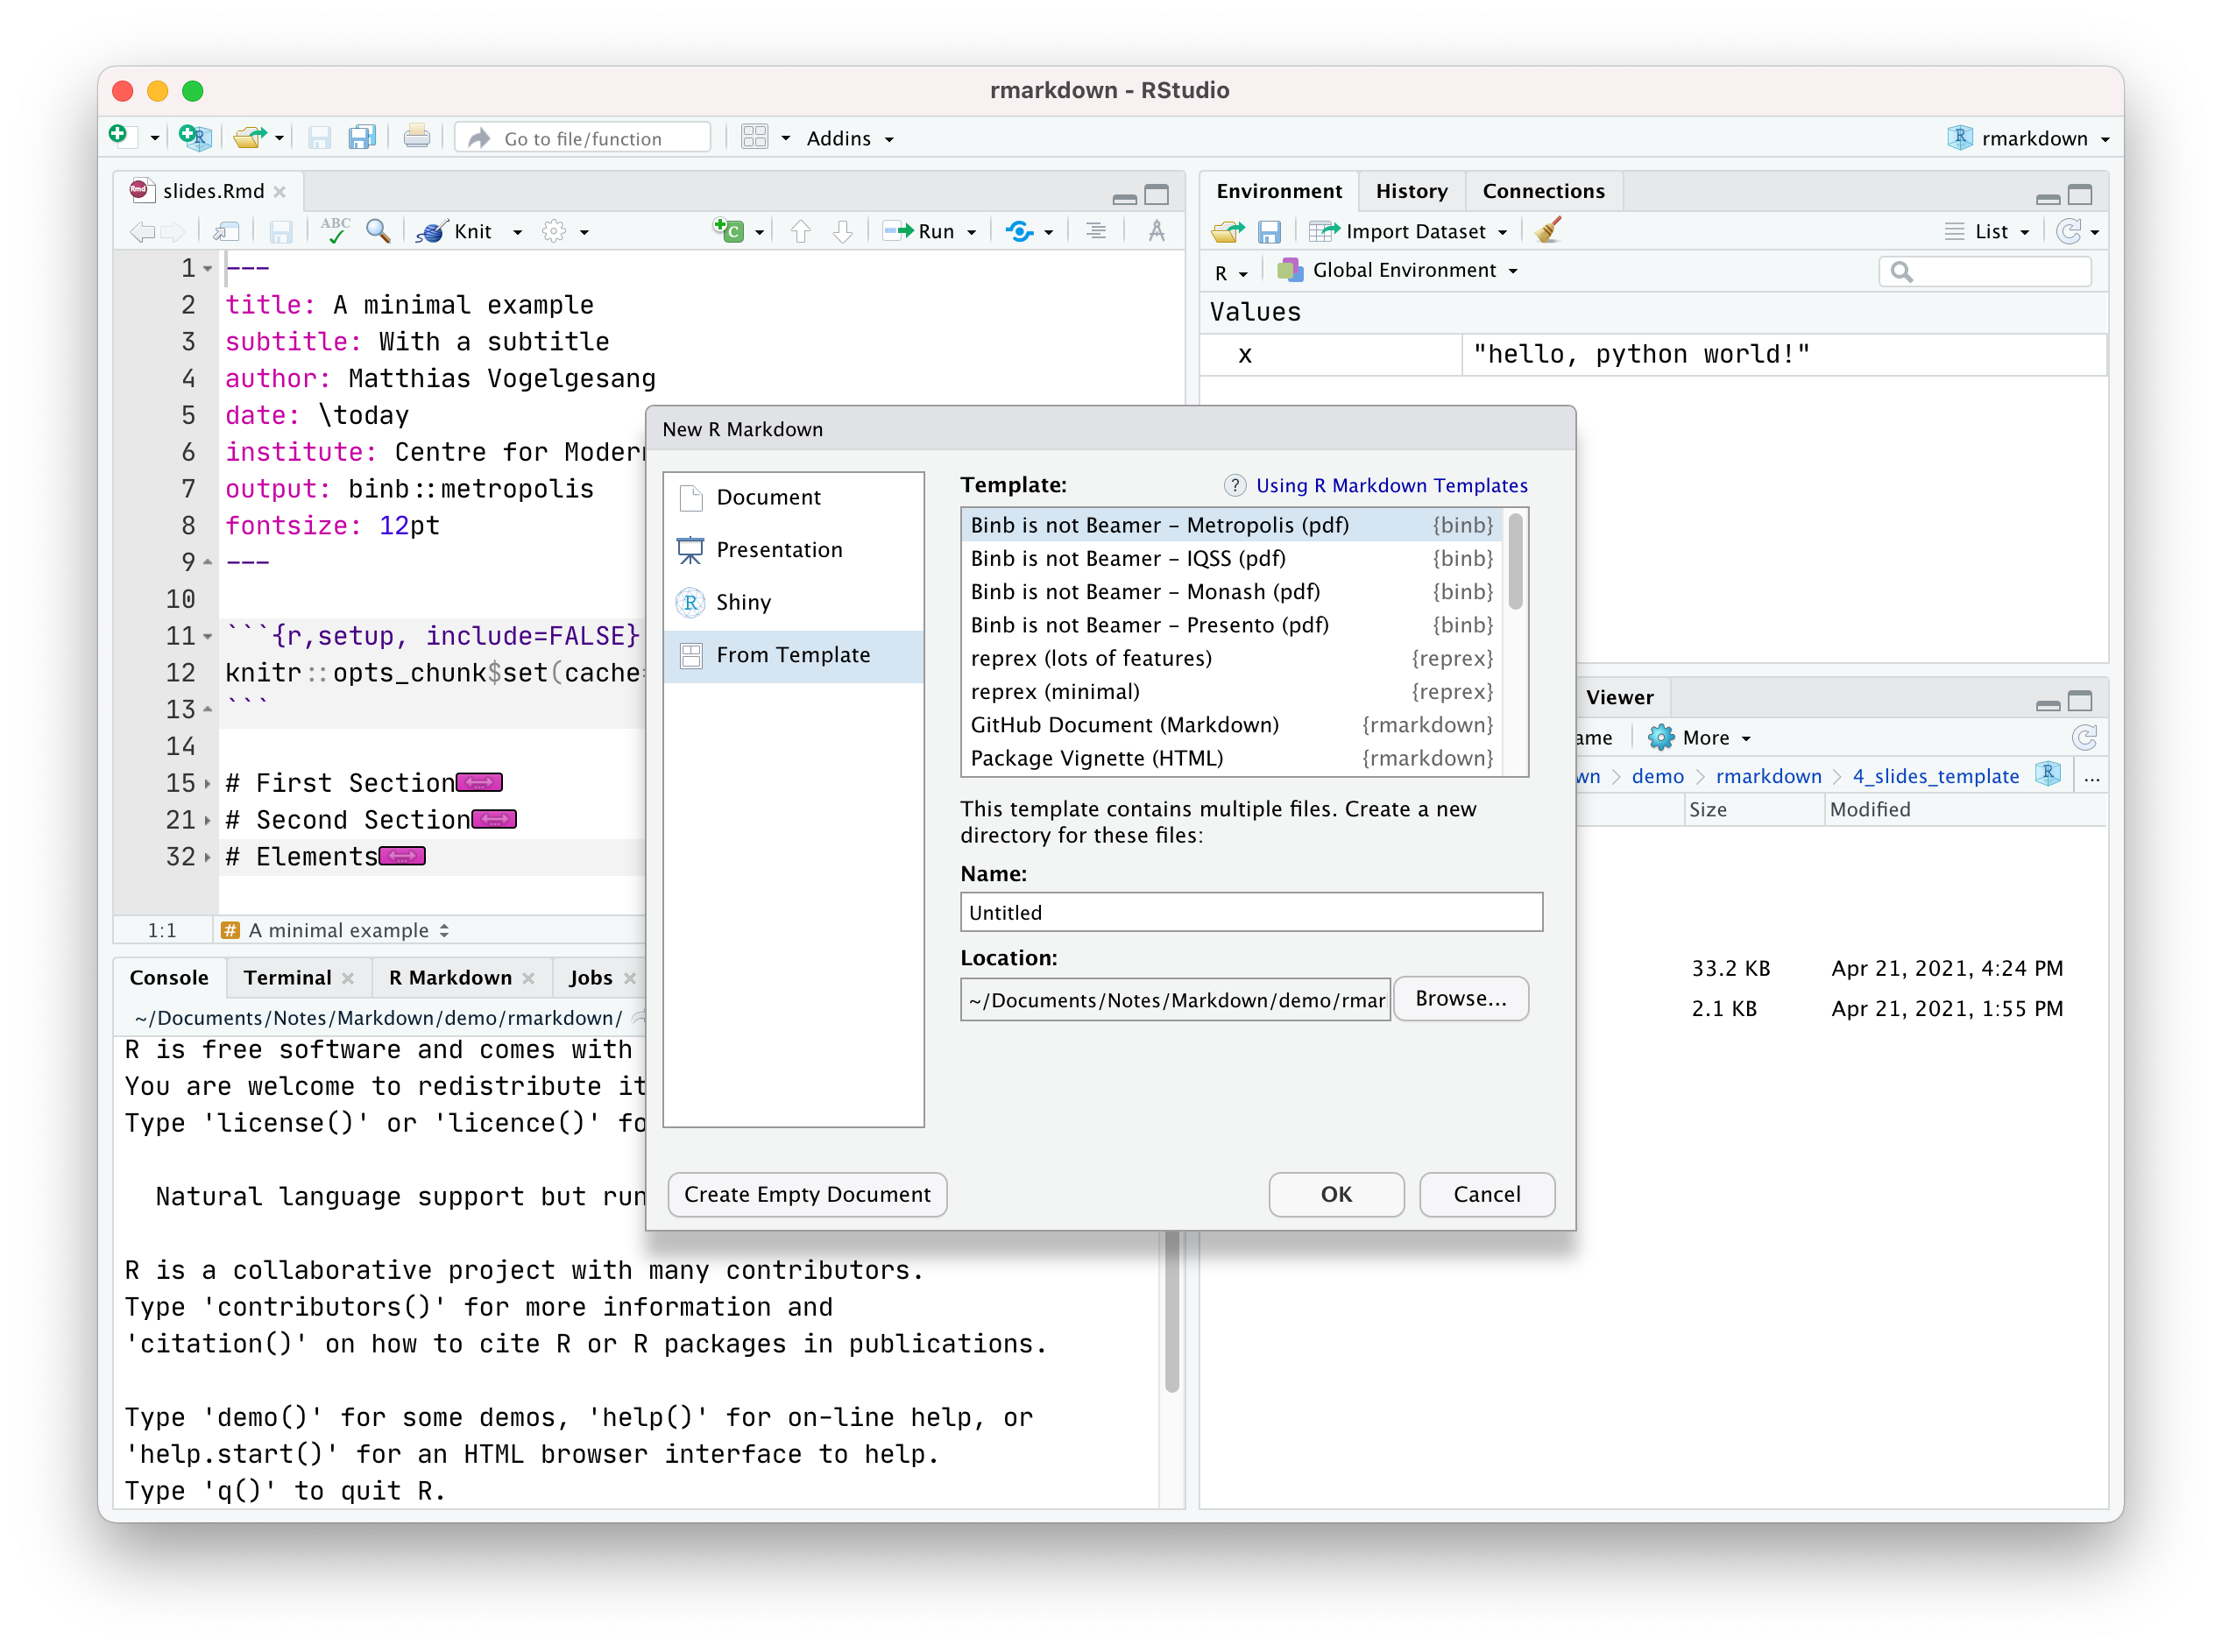 rmarkdown - RStudio
Go to file/function
Addins
rmarkdown
slides.Rmd
ABC
Knit
Run
1 ---
2 title: A minimal example
3 subtitle: With a subtitle
4 author: Matthias Vogelgesang
5 date: \today
6 institute: Centre for Modern
7 output: binb::metropolis
8 fontsize: 12pt
9 ---
10
11 ```{r,setup, include=FALSE}
12 knitr::opts_chunk$set(cache=
13 ```
14
15 # First Section
21 # Second Section
32 # Elements
1:1 # A minimal example
Console Terminal R Markdown Jobs
~/Documents/Notes/Markdown/demo/rmarkdown/
R is free software and comes with
You are welcome to redistribute it
Type 'license()' or 'licence()' fo
Natural language support but run
R is a collaborative project with many contributors.
Type 'contributors()' for more information and
'citation()' on how to cite R or R packages in publications.
Type 'demo()' for some demos, 'help()' for on-line help, or
'help.start()' for an HTML browser interface to help.
Type 'q()' to quit R.
Environment History Connections
Import Dataset List
R Global Environment
Values
x "hello, python world!"
New R Markdown
Document
Presentation
Shiny
From Template
Template: ? Using R Markdown Templates
Binb is not Beamer – Metropolis (pdf) {binb}
Binb is not Beamer – IQSS (pdf) {binb}
Binb is not Beamer – Monash (pdf) {binb}
Binb is not Beamer – Presento (pdf) {binb}
reprex (lots of features) {reprex}
reprex (minimal) {reprex}
GitHub Document (Markdown) {rmarkdown}
Package Vignette (HTML) {rmarkdown}
This template contains multiple files. Create a new
directory for these files:
Name:
Untitled
Location:
~/Documents/Notes/Markdown/demo/rmar
Browse...
Create Empty Document
OK
Cancel
Viewer
ame More
wn demo rmarkdown 4_slides_template ...
Size Modified
33.2 KB Apr 21, 2021, 4:24 PM
2.1 KB Apr 21, 2021, 1:55 PM